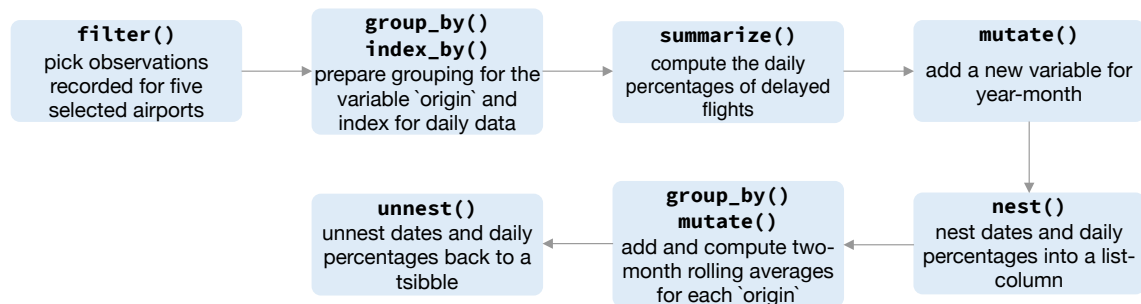 filter()
pick observations
recorded for five
selected airports
group_by()
index_by()
prepare grouping for the
variable `origin` and
index for daily data
summarize()
compute the daily
percentages of delayed
flights
mutate()
add a new variable for
year-month
nest()
nest dates and daily
percentages into a list-
column
group_by()
mutate()
add and compute two-
month rolling averages
for each `origin`
unnest()
unnest dates and daily
percentages back to a
tsibble